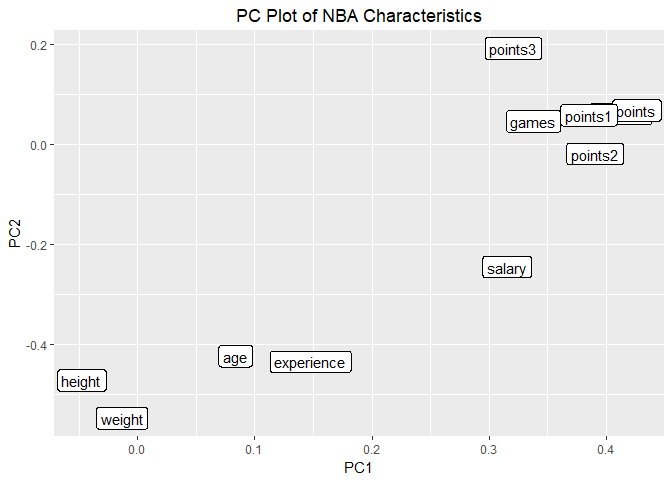 PC Plot of NBA Characteristics
0.2
0.0
-0.2
-0.4
PC2
points3
points
games
points1
points2
salary
age
experience
height
weight
0.0
0.1
0.2
0.3
0.4
PC1